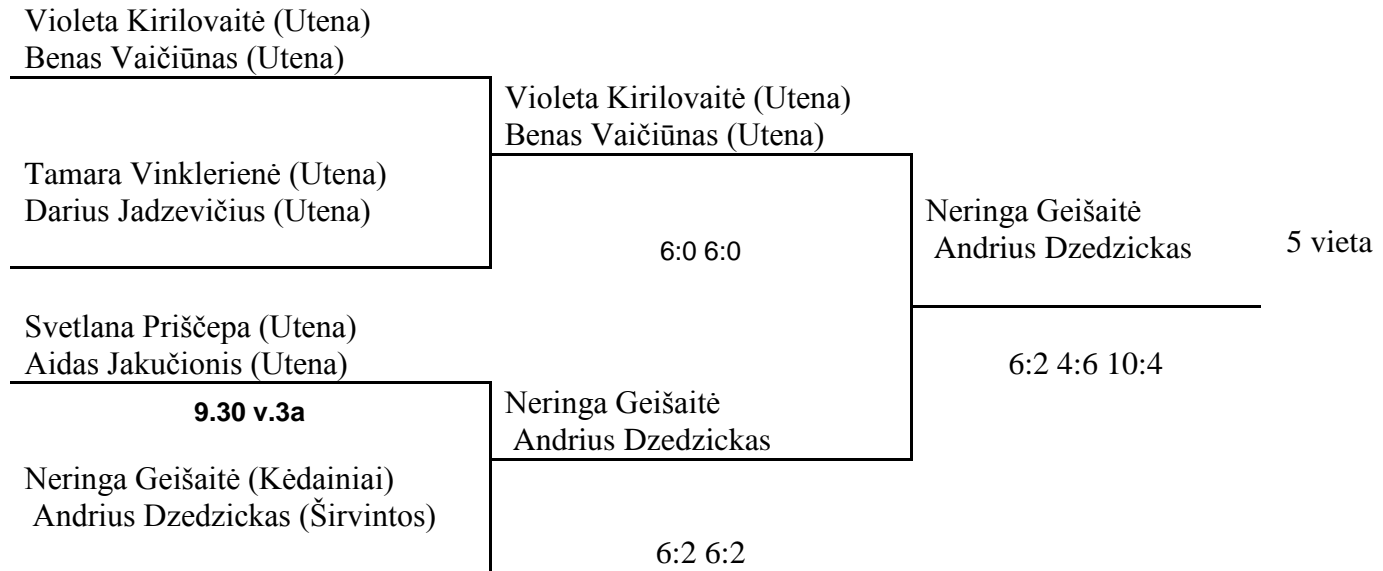 Violeta Kirilovaitė (Utena)
Benas Vaičiūnas (Utena)
Violeta Kirilovaitė (Utena)
Benas Vaičiūnas (Utena)
Tamara Vinklerienė (Utena)
Darius Jadzevičius (Utena)
6:0 6:0
Neringa Geišaitė
Andrius Dzedzickas
5 vieta
Svetlana Priščepa (Utena)
Aidas Jakučionis (Utena)
6:2 4:6 10:4
9.30 v.3a
Neringa Geišaitė
Andrius Dzedzickas
Neringa Geišaitė (Kėdainiai)
Andrius Dzedzickas (Širvintos)
6:2 6:2